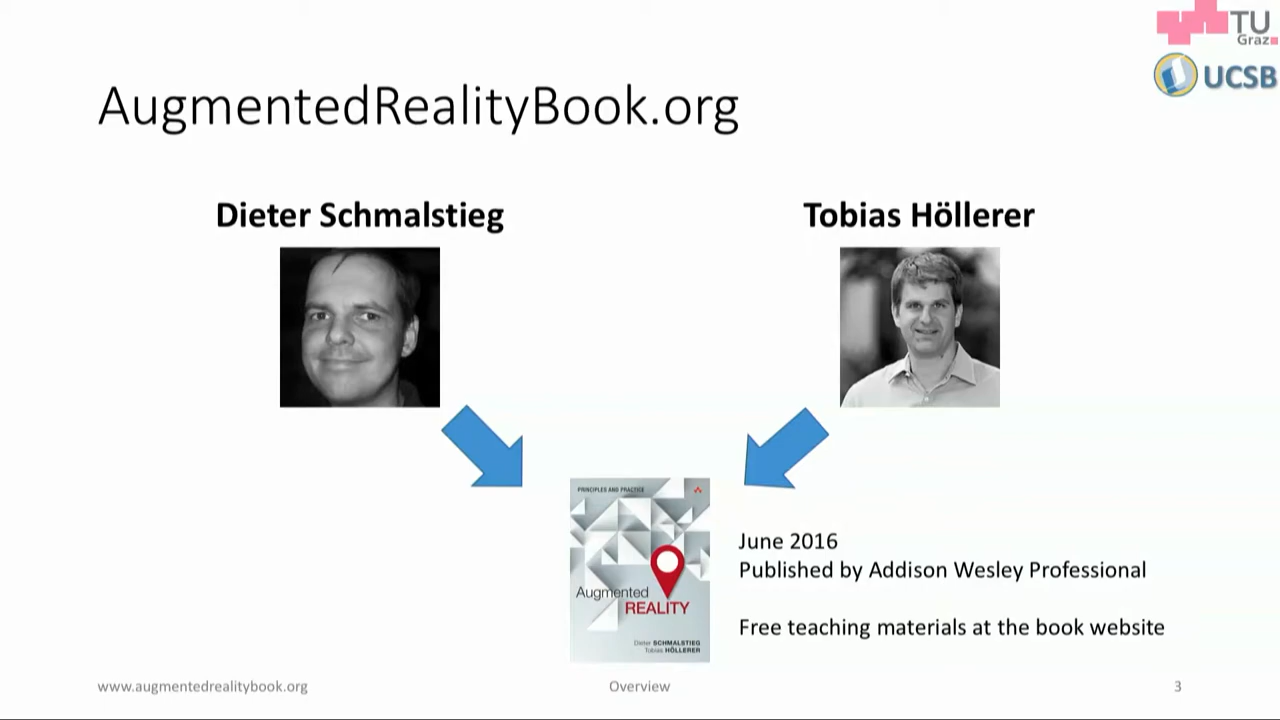 TU
Graz
UCSB
AugmentedRealityBook.org
Dieter Schmalstieg
Tobias Höllerer
PRINCIPLES AND PRACTICE
Augmented
REALITY
Dieter SCHMALSTIEG
Tobias HÖLLERER
June 2016
Published by Addison Wesley Professional
Free teaching materials at the book website
www.augmentedrealitybook.org
Overview
3